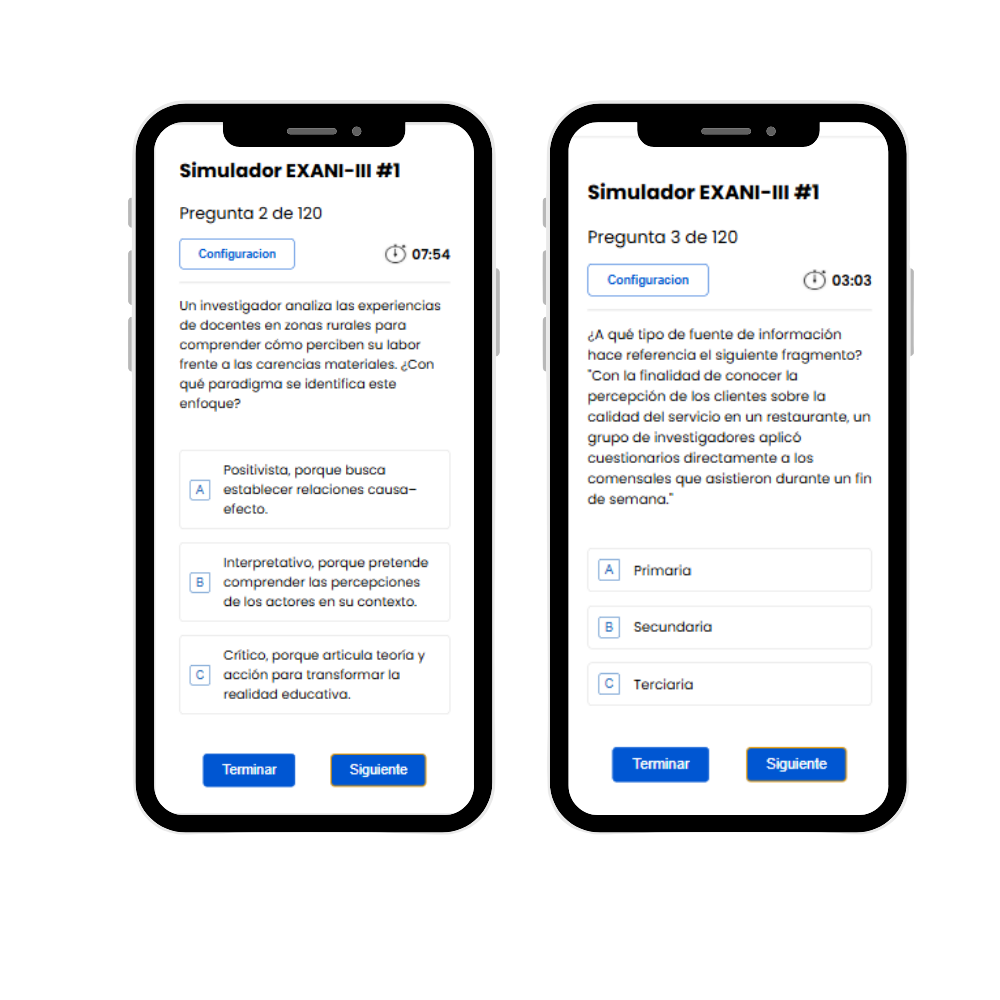 Simulador EXANI-III #1
Pregunta 2 de 120
Configuracion
07:54
Un investigador analiza las experiencias
de docentes en zonas rurales para
comprender cómo perciben su labor
frente a las carencias materiales. ¿Con
qué paradigma se identifica este
enfoque?
A
Positivista, porque busca
establecer relaciones causa–
efecto.
B
Interpretativo, porque pretende
comprender las percepciones
de los actores en su contexto.
C
Crítico, porque articula teoría y
acción para transformar la
realidad educativa.
Terminar
Siguiente
Simulador EXANI-III #1
Pregunta 3 de 120
Configuracion
03:03
¿A qué tipo de fuente de información
hace referencia el siguiente fragmento?
"Con la finalidad de conocer la
percepción de los clientes sobre la
calidad del servicio en un restaurante, un
grupo de investigadores aplicó
cuestionarios directamente a los
comensales que asistieron durante un fin
de semana."
A
Primaria
B
Secundaria
C
Terciaria
Terminar
Siguiente